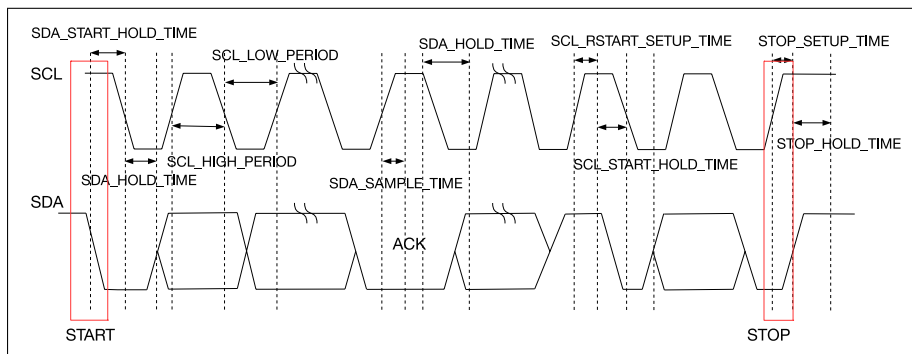 SDA_START_HOLD_TIME
SCL_LOW_PERIOD
SDA_HOLD_TIME
SCL_RSTART_SETUP_TIME
STOP_SETUP_TIME
SCL
SCL_HIGH_PERIOD
SDA_HOLD_TIME
SDA_SAMPLE_TIME
SCL_START_HOLD_TIME
STOP_HOLD_TIME
SDA
ACK
START
STOP